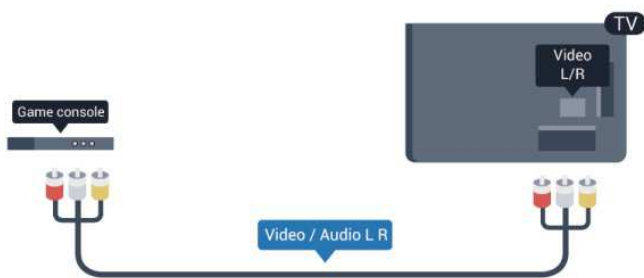 TV
Video
L/R
Game console
Video / Audio L R